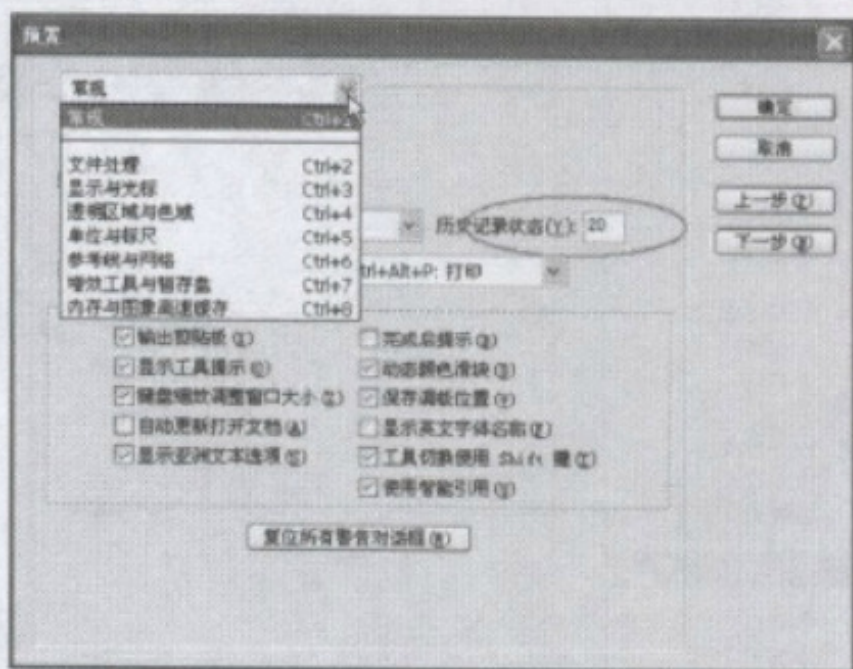 预置
常规
常规 Ctrl+1
文件处理 Ctrl+2
显示与光标 Ctrl+3
透明区域与色域 Ctrl+4
单位与标尺 Ctrl+5
参考线与网格 Ctrl+6
增效工具与暂存盘 Ctrl+7
内存与图象高速缓存 Ctrl+8
确定
取消
上一步(P)
下一步(N)
历史记录状态(Y): 20
trl+Alt+P: 打印
输出剪贴板(X) 完成后提示(D)
显示工具提示(O) 动态颜色滑块(Q)
键盘缩放调整窗口大小(Z) 保存调板位置(V)
自动更新打开文档(A) 显示英文字体名称(F)
显示亚洲文本选项(S) 工具切换使用 Shift 键(T)
使用智能引用(Y)
复位所有警告对话框(R)